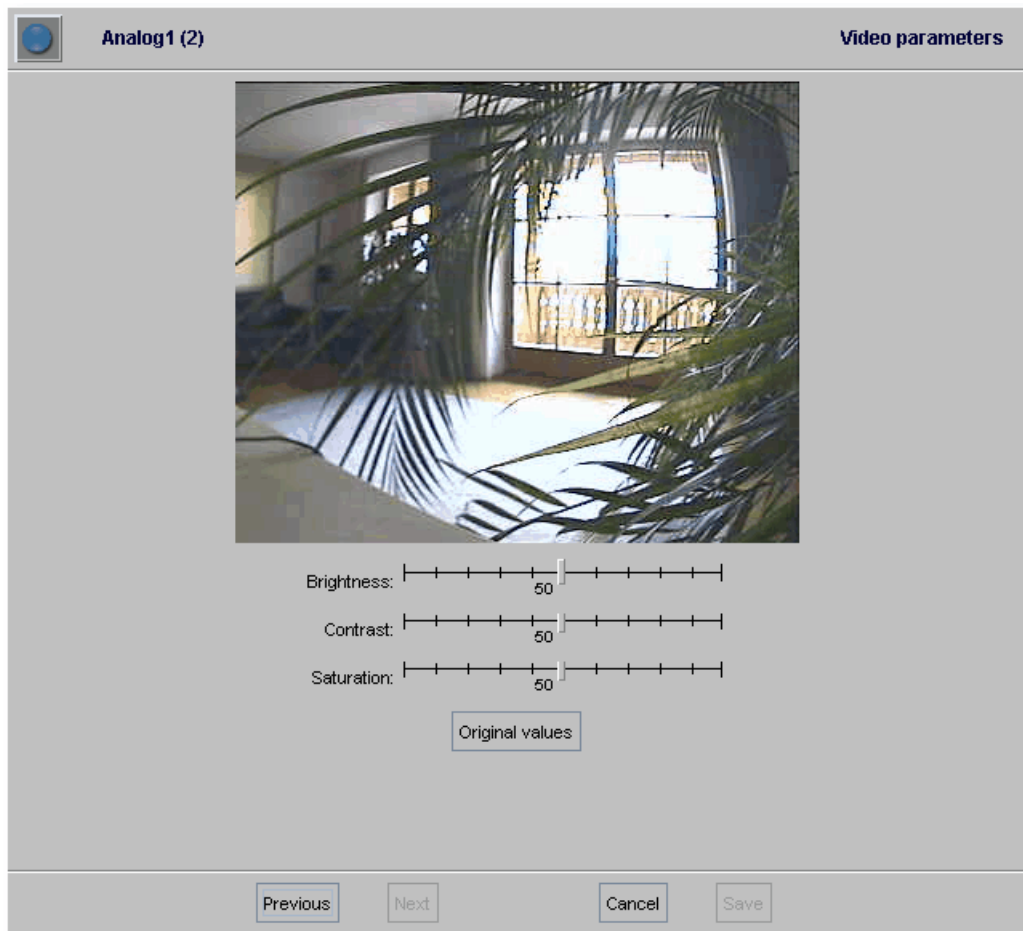 Analog1 (2) Video parameters
Brightness:
50
Contrast:
50
Saturation:
50
Original values
Previous Next Cancel Save